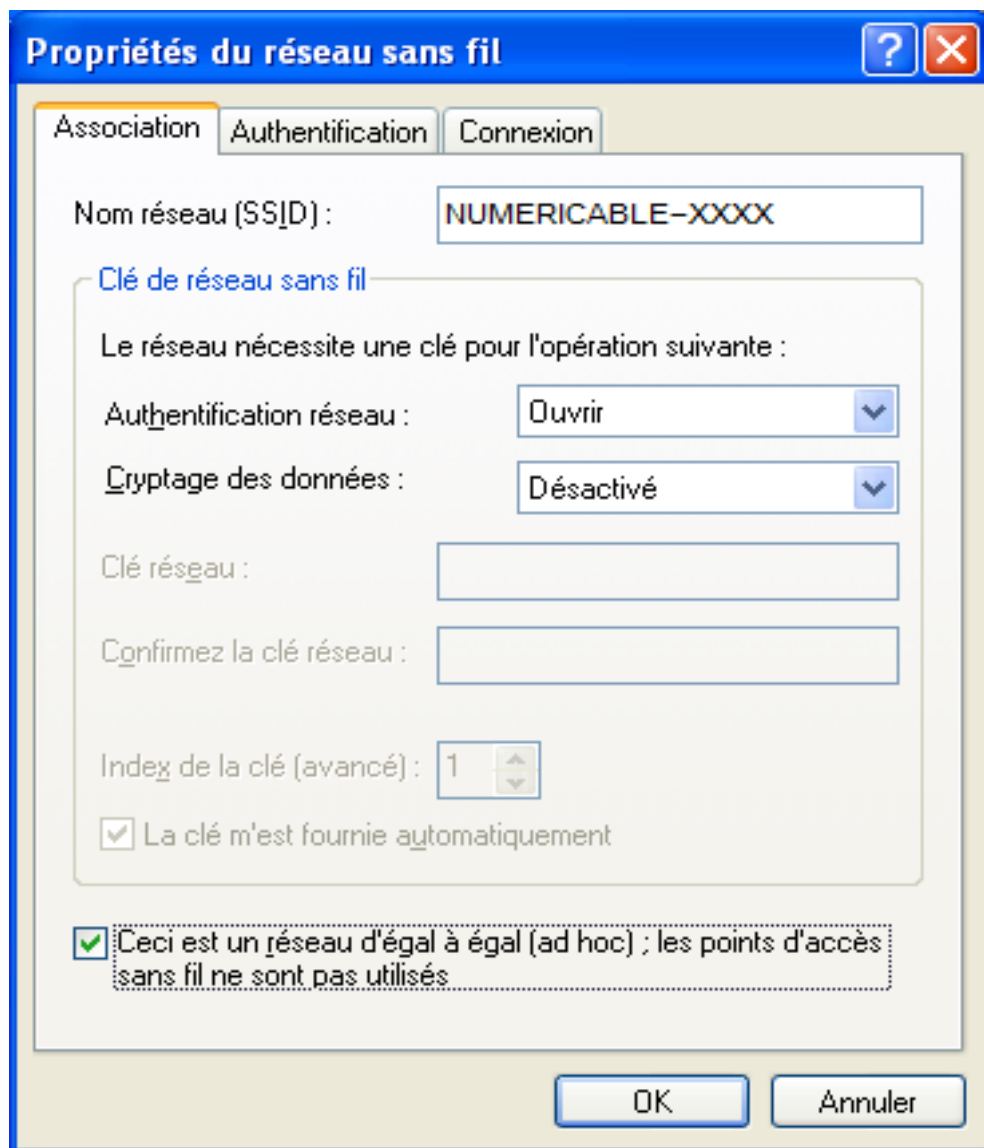 Propriétés du réseau sans fil
Association Authentification Connexion
Nom réseau (SSID) : NUMERICABLE–XXXX
Clé de réseau sans fil
Le réseau nécessite une clé pour l'opération suivante :
Authentification réseau : Ouvrir
Cryptage des données : Désactivé
Clé réseau :
Confirmez la clé réseau :
Index de la clé (avancé) : 1
La clé m'est fournie automatiquement
Ceci est un réseau d'égal à égal (ad hoc) ; les points d'accès
sans fil ne sont pas utilisés
OK Annuler